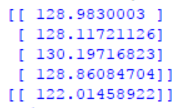 [[ 128.9830003 ]
[ 128.11721126]
[ 130.19716823]
[ 128.86084704]]
[[ 122.01458922]]